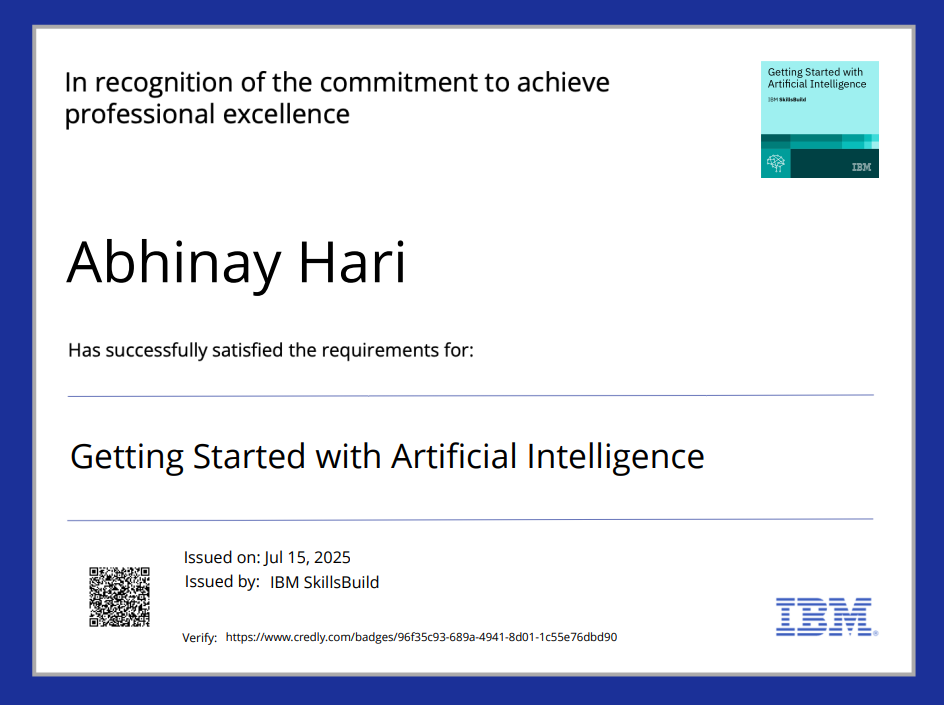 In recognition of the commitment to achieve
professional excellence
Getting Started with
Artificial Intelligence
IBM SkillsBuild
IBM
Abhinay Hari
Has successfully satisfied the requirements for:
Getting Started with Artificial Intelligence
Issued on: Jul 15, 2025
Issued by: IBM SkillsBuild
Verify: https://www.credly.com/badges/96f35c93-689a-4941-8d01-1c55e76dbd90
IBM®